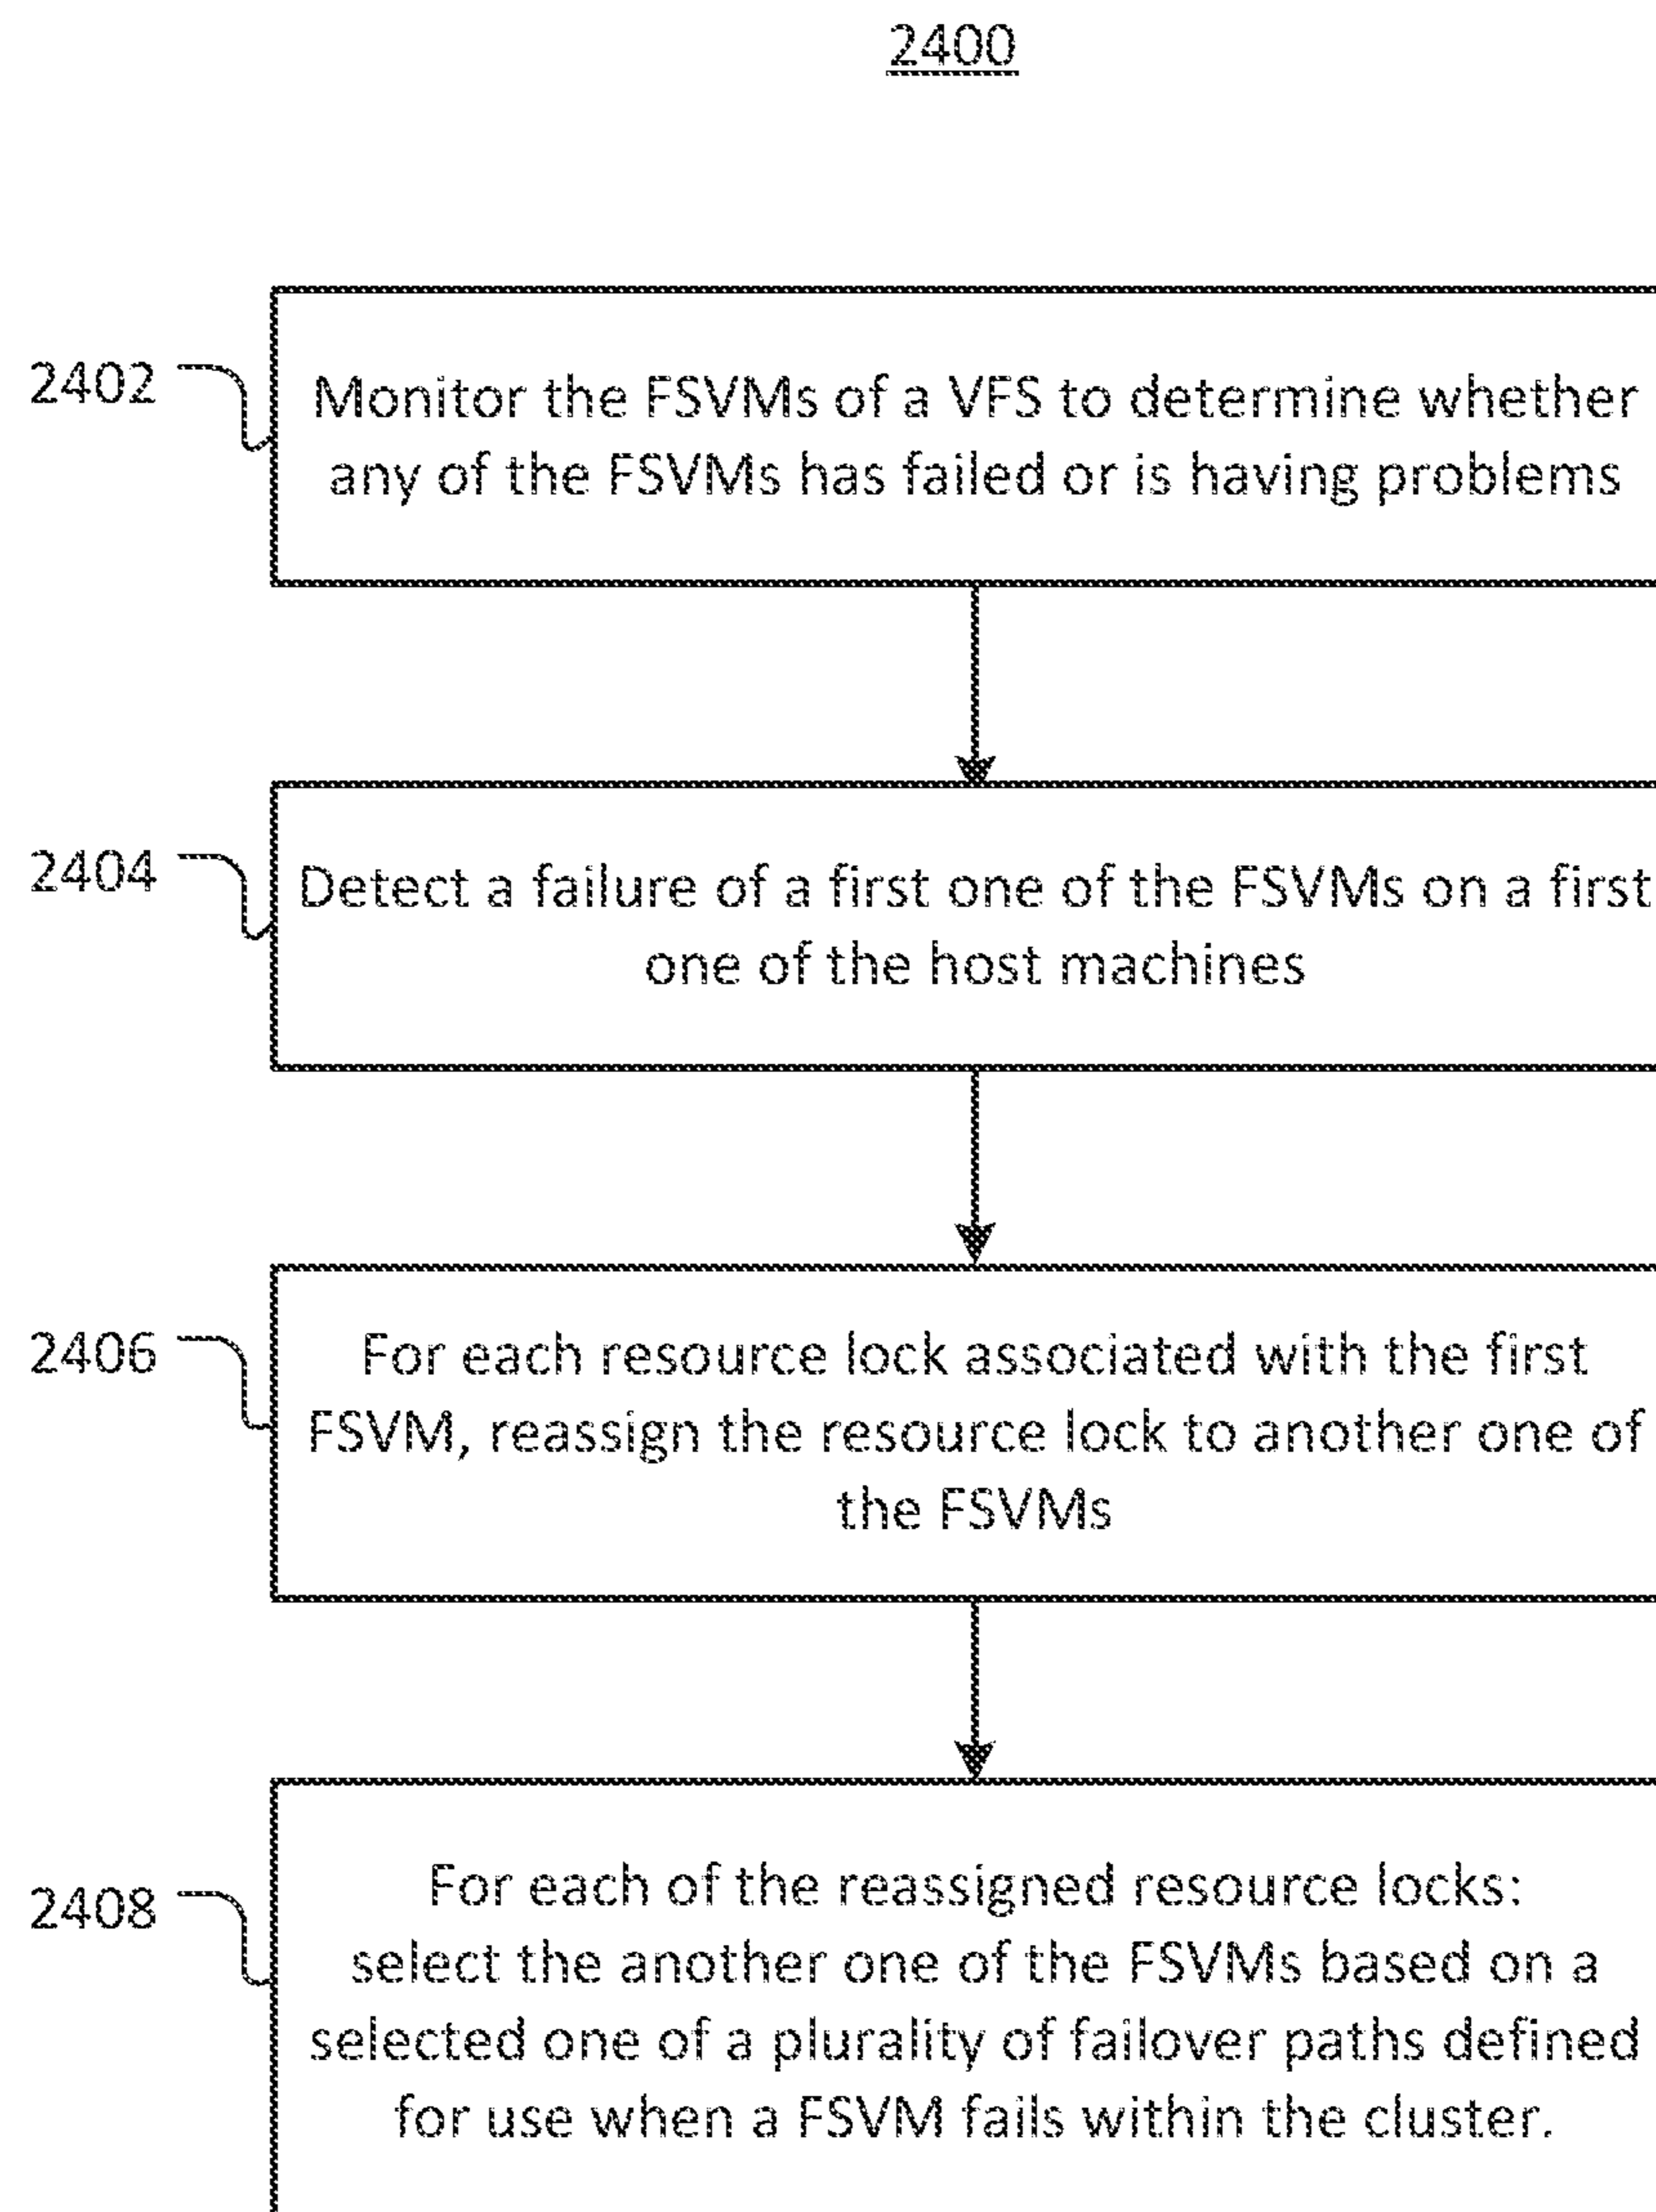 2400
2402
Monitor the FSVMs of a VFS to determine whether
any of the FSVMs has failed or is having problems
2404
Detect a failure of a first one of the FSVMs on a first
one of the host machines
2406
For each resource lock associated with the first
FSVM, reassign the resource lock to another one of
the FSVMs
2408
For each of the reassigned resource locks:
select the another one of the FSVMs based on a
selected one of a plurality of failover paths defined
for use when a FSVM fails within the cluster.